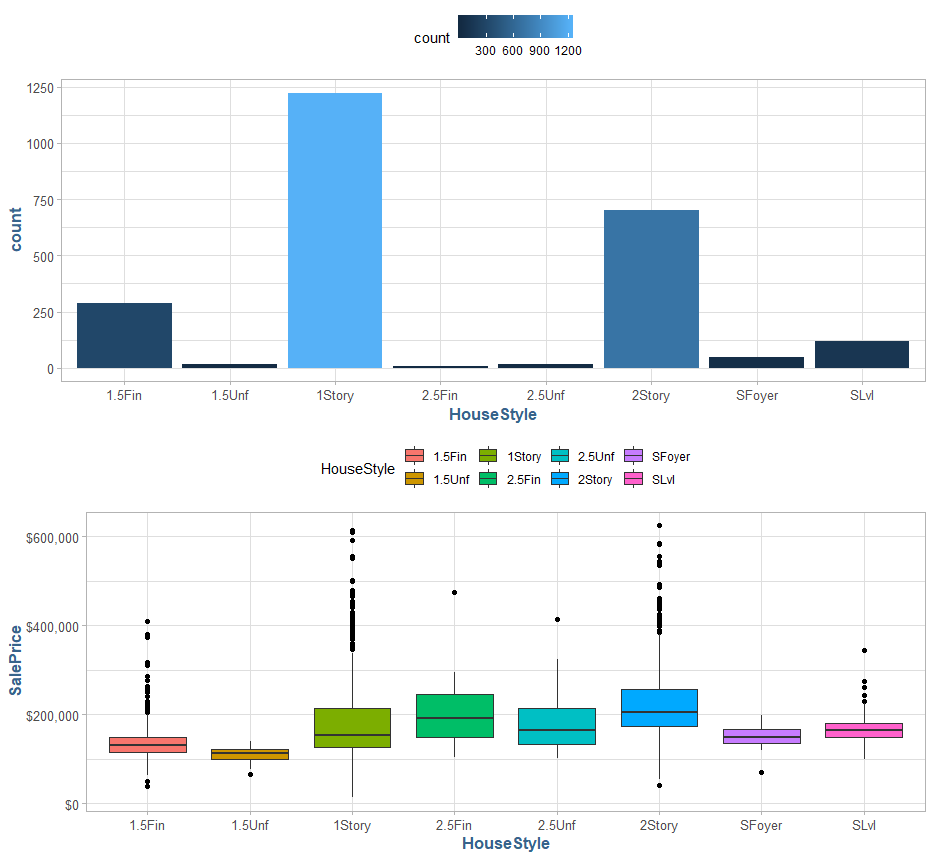 count
300 600 900 1200
1250
1000
750
500
250
0
count
1.5Fin 1.5Unf 1Story 2.5Fin 2.5Unf 2Story SFoyer SLvl
HouseStyle
HouseStyle
1.5Fin 1Story 2.5Unf SFoyer
1.5Unf 2.5Fin 2Story SLvl
$600,000
$400,000
$200,000
$0
SalePrice
1.5Fin 1.5Unf 1Story 2.5Fin 2.5Unf 2Story SFoyer SLvl
HouseStyle